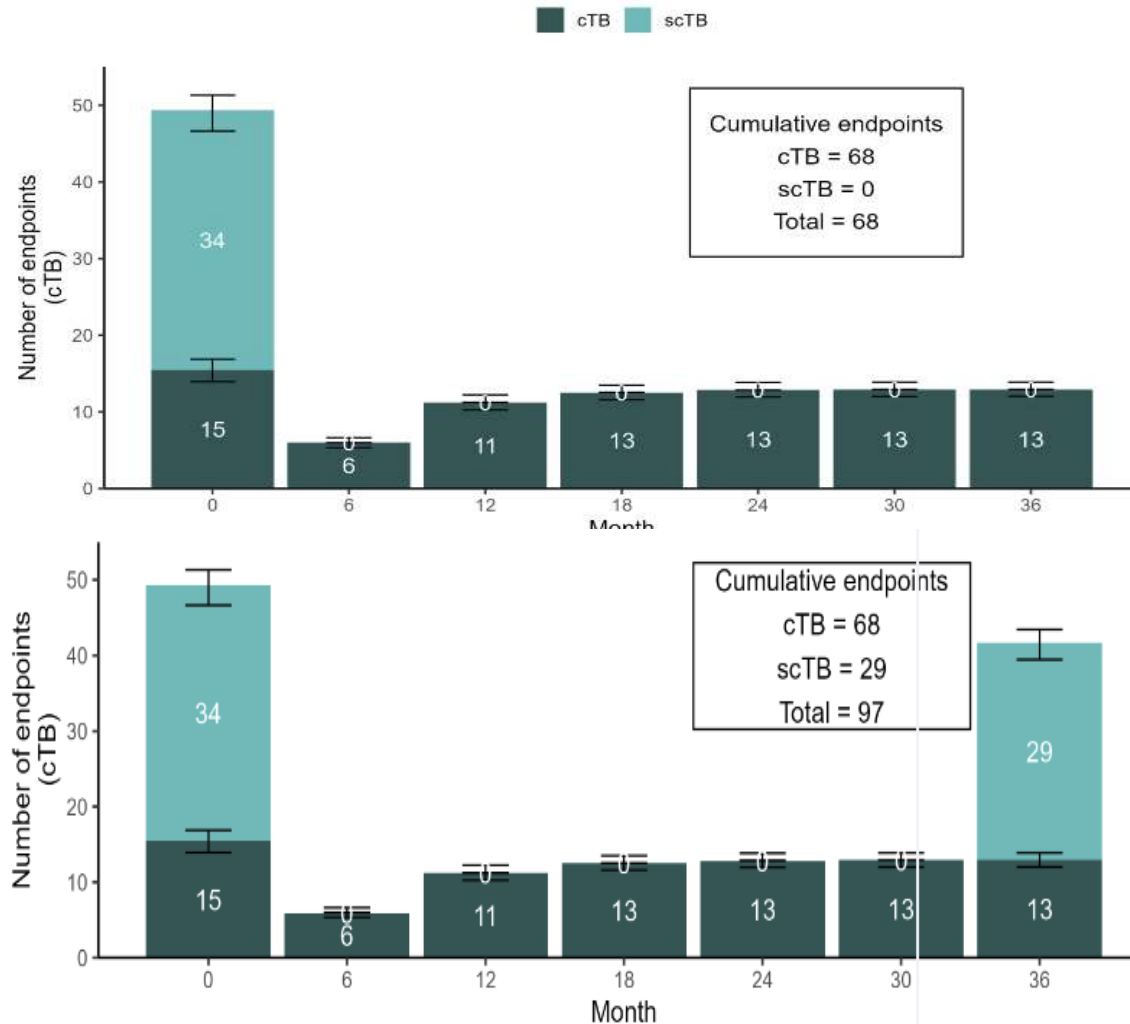 cTB scTB
Number of endpoints
(cTB)
50
40
30
20
10
0
Cumulative endpoints
cTB = 68
scTB = 0
Total = 68
34
15
0
6
0
11
0
13
0
13
0
13
0
13
0 6 12 18 24 30 36
Month
Number of endpoints
(cTB)
50
40
30
20
10
0
Cumulative endpoints
cTB = 68
scTB = 29
Total = 97
34
15
0
6
0
11
0
13
0
13
0
13
29
13
0 6 12 18 24 30 36
Month